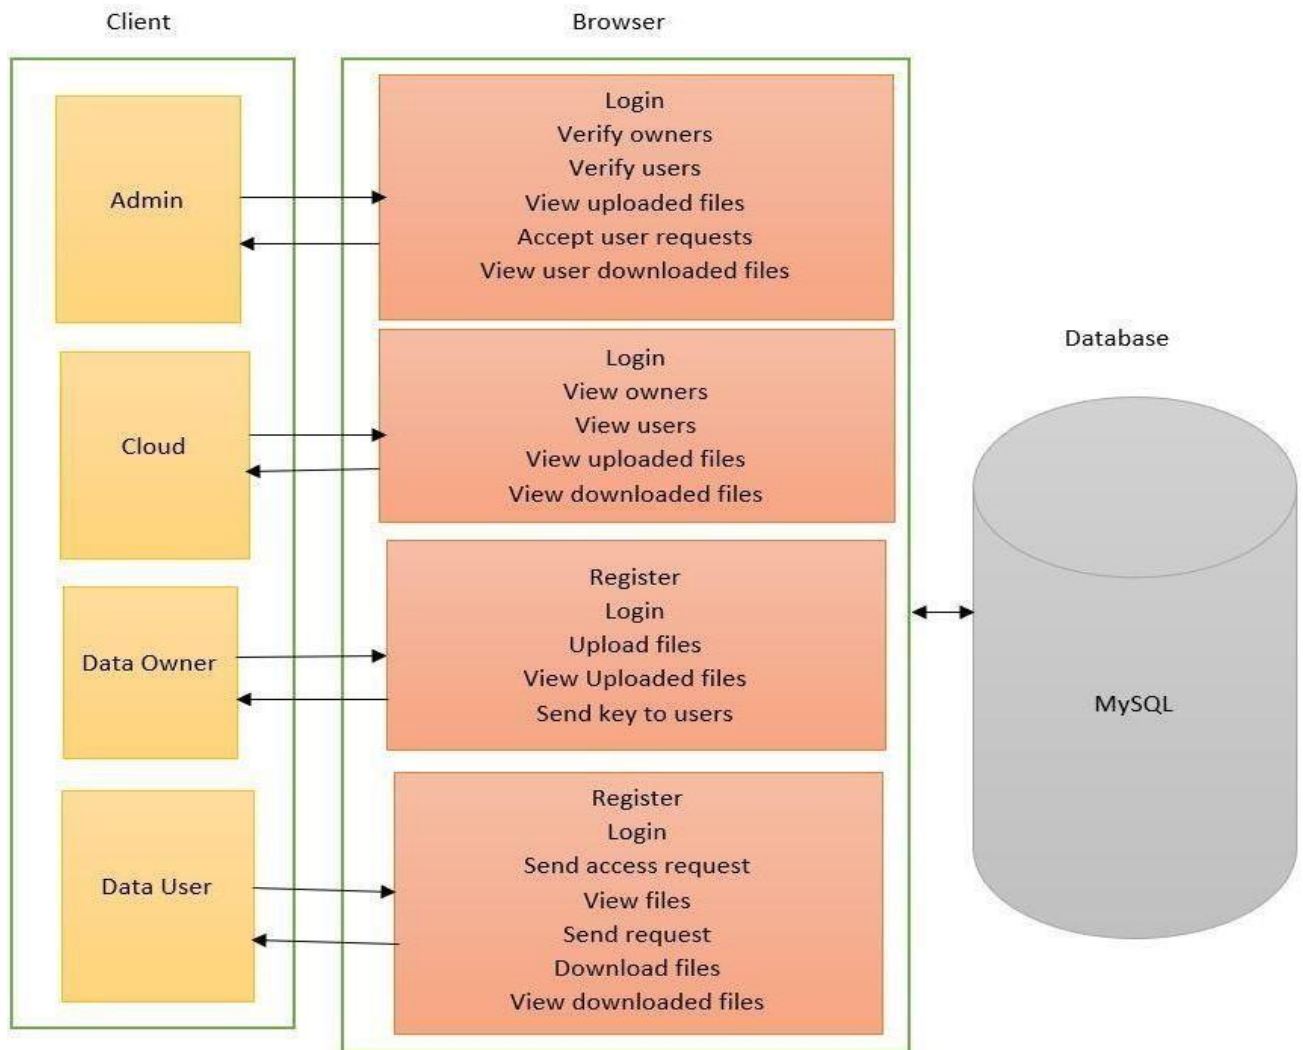 Client
Browser
Admin
Login
Verify owners
Verify users
View uploaded files
Accept user requests
View user downloaded files
Cloud
Login
View owners
View users
View uploaded files
View downloaded files
Data Owner
Register
Login
Upload files
View Uploaded files
Send key to users
Data User
Register
Login
Send access request
View files
Send request
Download files
View downloaded files
Database
MySQL